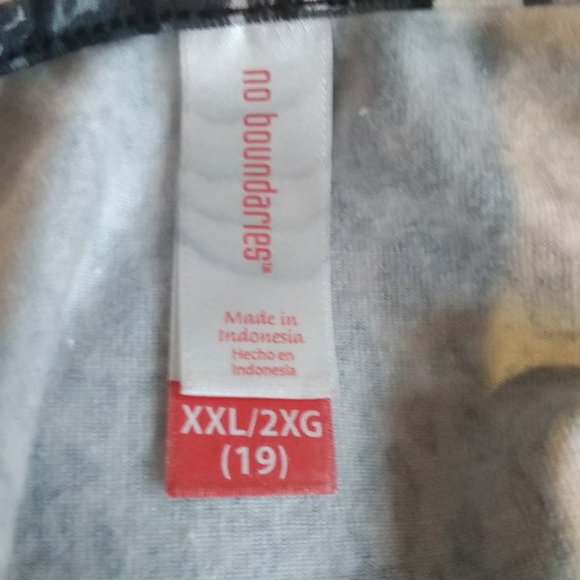 no boundaries™
Made in
Indonesia
Hecho en
Indonesia
XXL/2XG
(19)